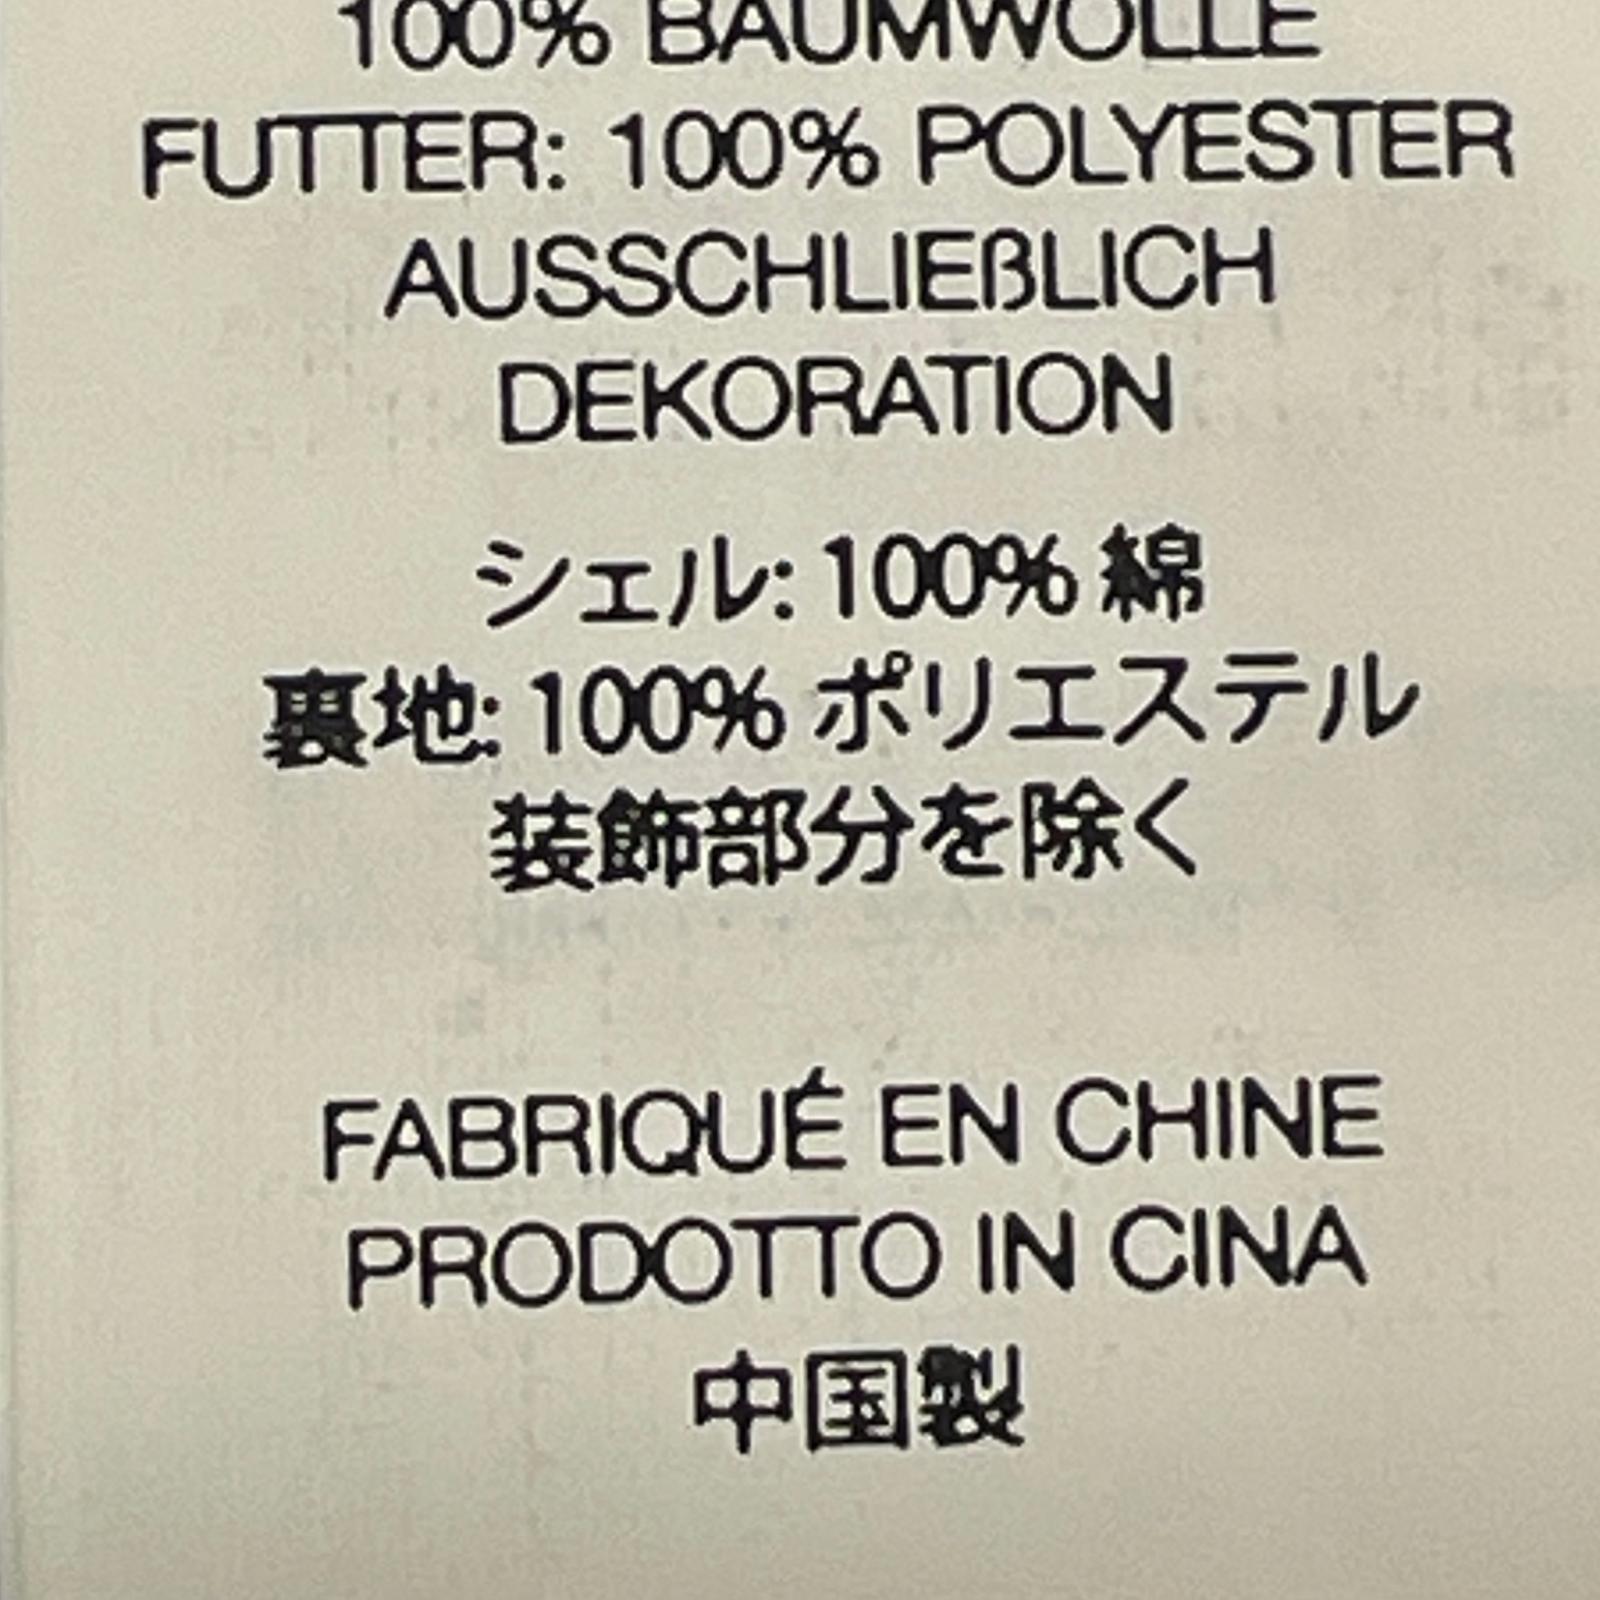 100% BAUMWOLLE
FUTTER: 100% POLYESTER
AUSSCHLIEßLICH
DEKORATION
シェル: 100% 綿
裏地: 100% ポリエステル
装飾部分を除く
FABRIQUÉ EN CHINE
PRODOTTO IN CINA
中国製